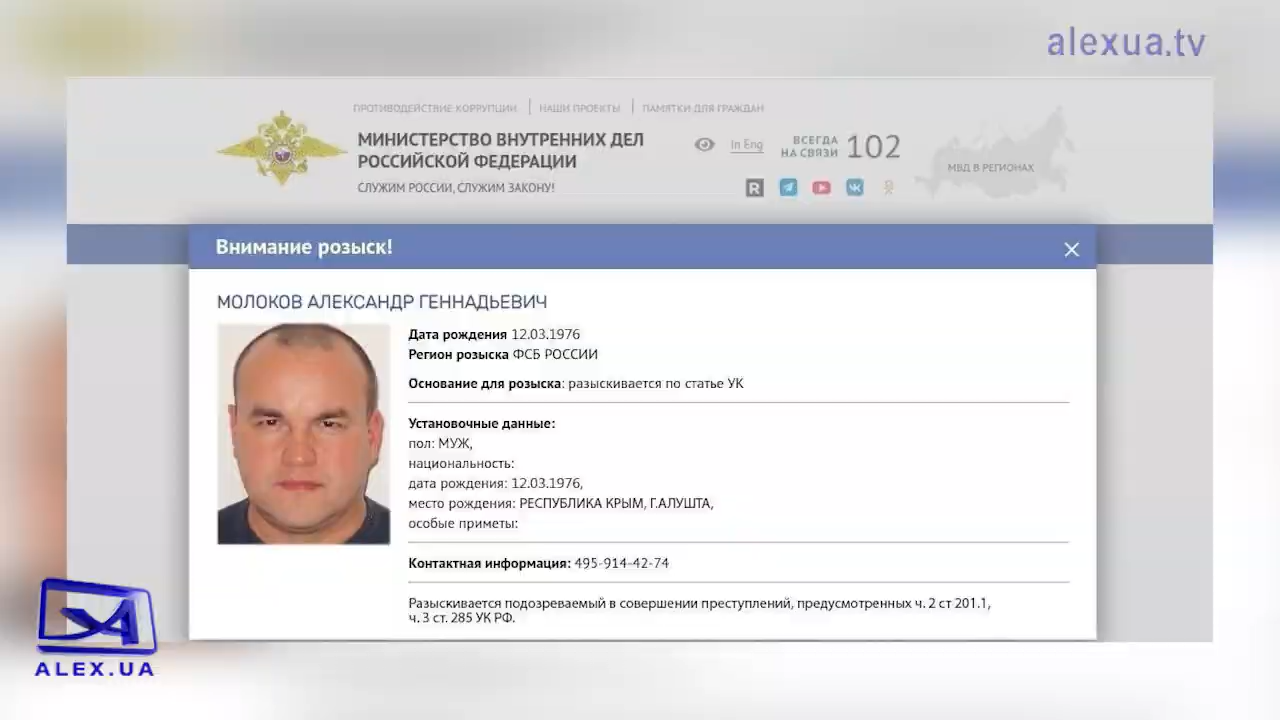 alexua.tv
ПРОТИВОДЕЙСТВИЕ КОРРУПЦИИ | НАШИ ПРОЕКТЫ | ПАМЯТКИ ДЛЯ ГРАЖДАН
МИНИСТЕРСТВО ВНУТРЕННИХ ДЕЛ
РОССИЙСКОЙ ФЕДЕРАЦИИ
СЛУЖИМ РОССИИ, СЛУЖИМ ЗАКОНУ!
In Eng
ВСЕГДА
НА СВЯЗИ 102
МВД В РЕГИОНАХ
Внимание розыск!
МОЛОКОВ АЛЕКСАНДР ГЕННАДЬЕВИЧ
Дата рождения 12.03.1976
Регион розыска ФСБ РОССИИ
Основание для розыска: разыскивается по статье УК
Установочные данные:
пол: МУЖ,
национальность:
дата рождения: 12.03.1976,
место рождения: РЕСПУБЛИКА КРЫМ, Г.АЛУШТА,
особые приметы:
Контактная информация: 495-914-42-74
Разыскивается подозреваемый в совершении преступлений, предусмотренных ч. 2 ст 201.1,
ч. 3 ст. 285 УК РФ.
ALEX.UA